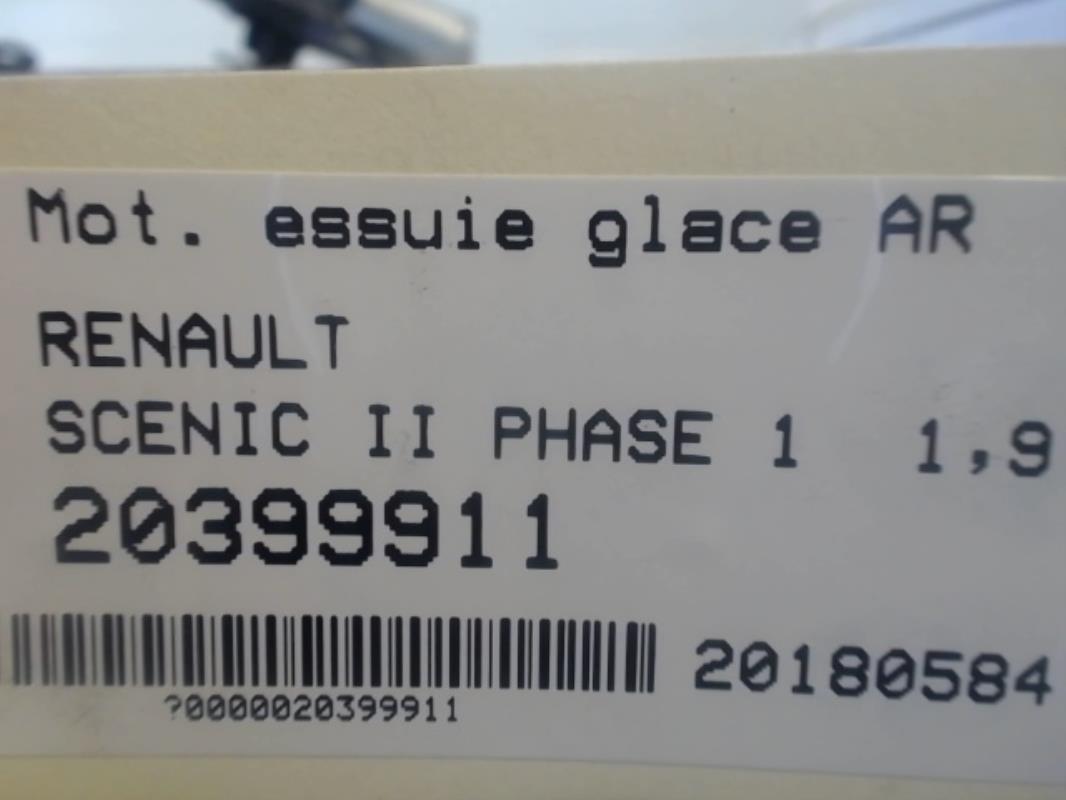 Mot. essuie glace AR
RENAULT
SCENIC II PHASE 1 1,9
20399911
20180584
?0000020399911